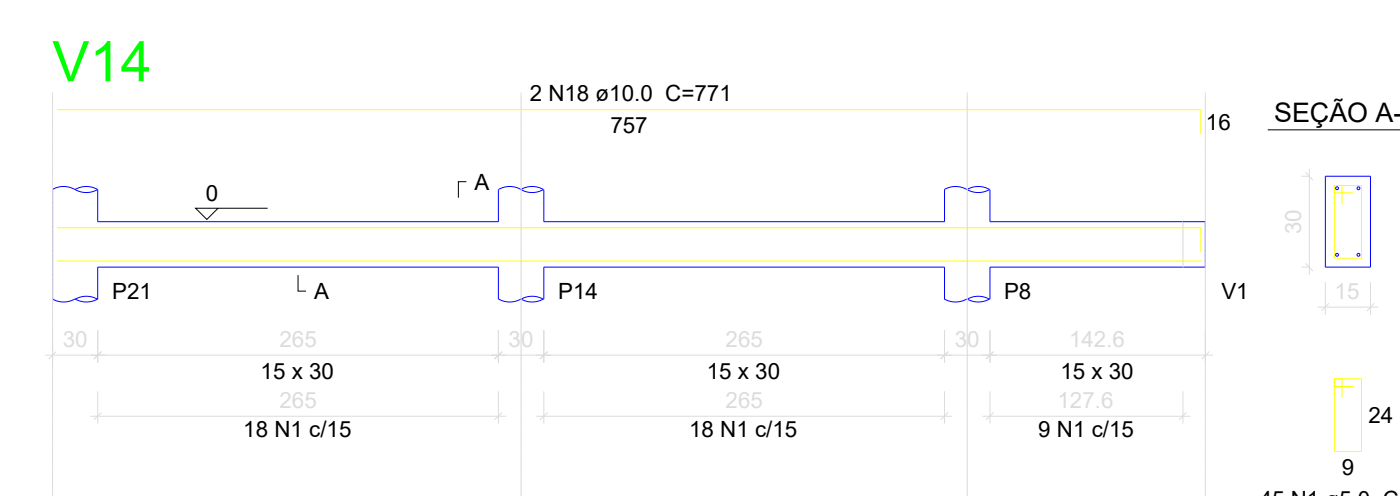 V14
2 N18 ø10.0 C=771
757
16
SEÇÃO A-
A
0
30
A
P21
P14
P8
V1
15
30
265
30
265
30
142.6
15 x 30
15 x 30
15 x 30
265
265
127.6
18 N1 c/15
18 N1 c/15
9 N1 c/15
24
9